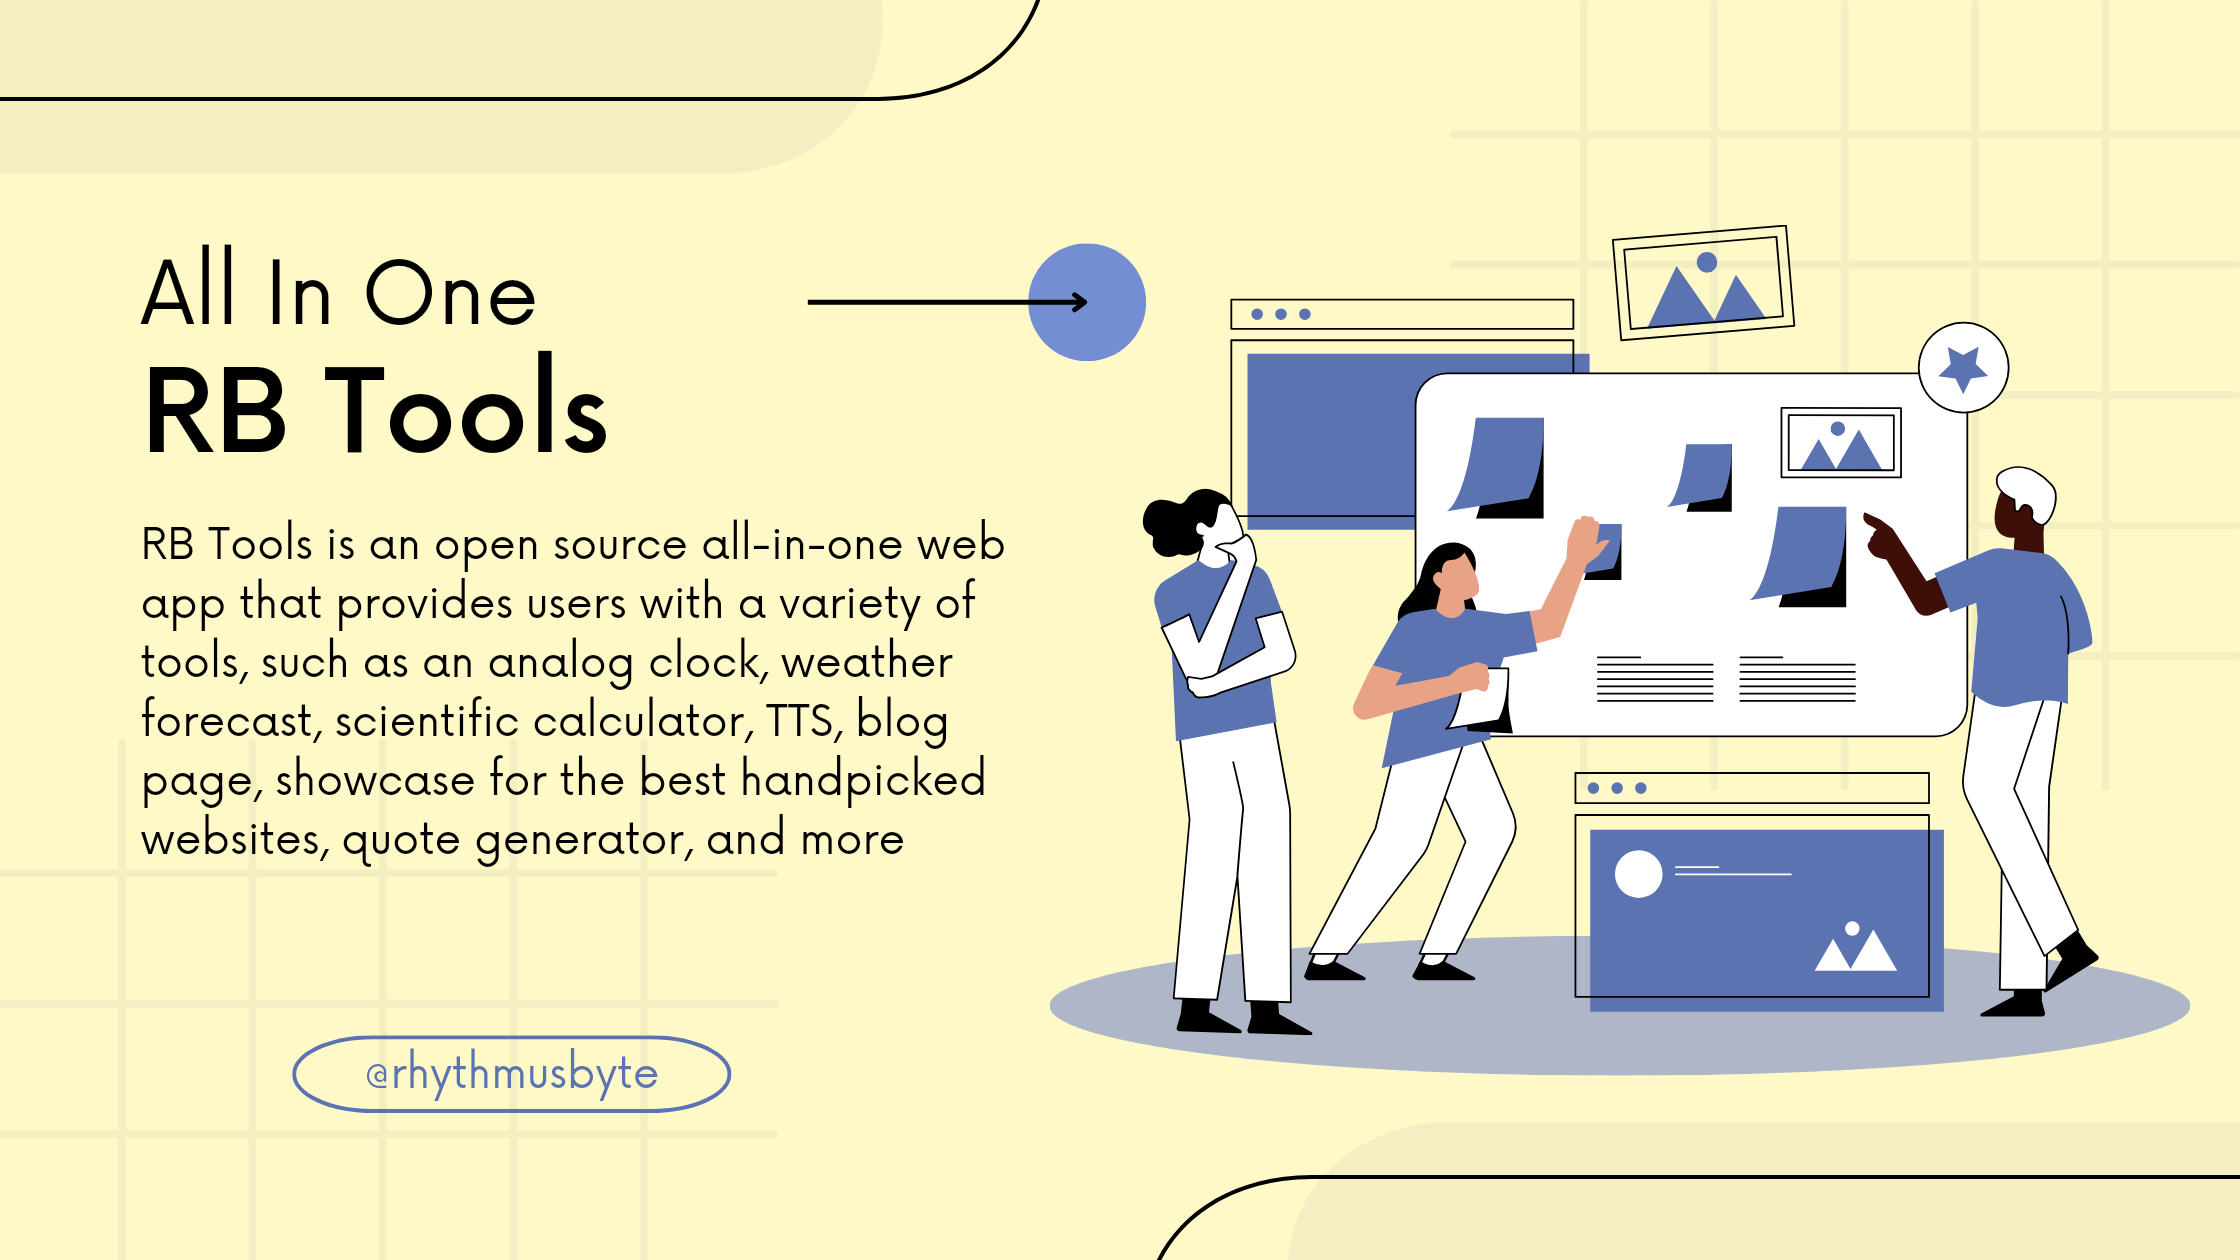 All In One
RB Tools
RB Tools is an open source all-in-one web
app that provides users with a variety of
tools, such as an analog clock, weather
forecast, scientific calculator, TTS, blog
page, showcase for the best handpicked
websites, quote generator, and more
@rhythmusbyte